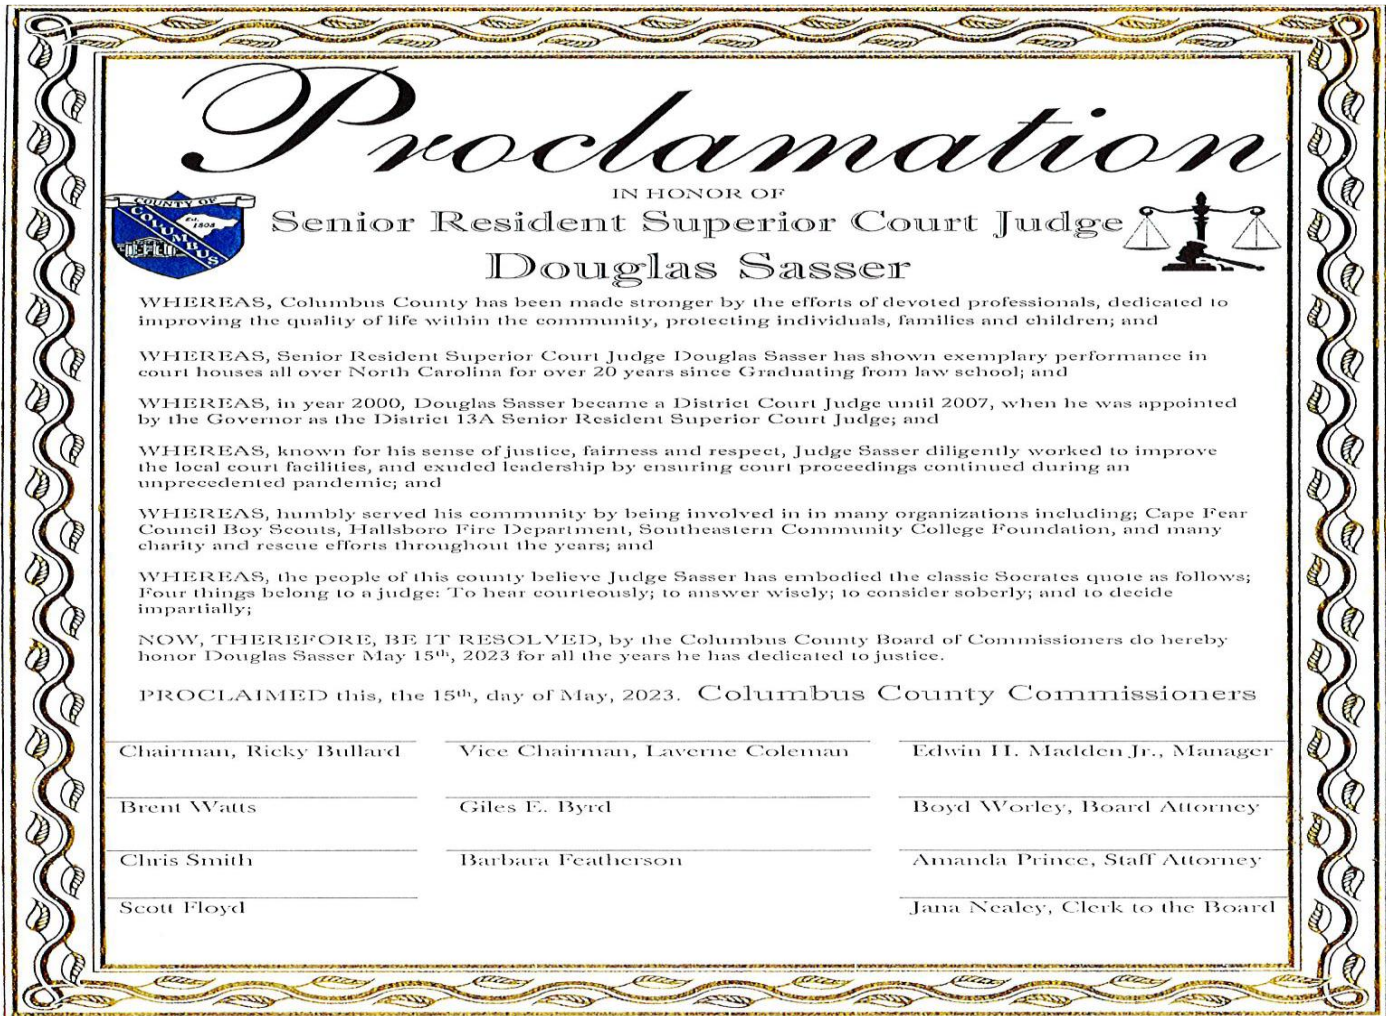 Proclamation
IN HONOR OF
COUNTY OF
COLUMBUS
Est.
1808
Senior Resident Superior Court Judge
Douglas Sasser
WHEREAS, Columbus County has been made stronger by the efforts of devoted professionals, dedicated to
improving the quality of life within the community, protecting individuals, families and children; and
WHEREAS, Senior Resident Superior Court Judge Douglas Sasser has shown exemplary performance in
court houses all over North Carolina for over 20 years since Graduating from law school; and
WHEREAS, in year 2000, Douglas Sasser became a District Court Judge until 2007, when he was appointed
by the Governor as the District 13A Senior Resident Superior Court Judge; and
WHEREAS, known for his sense of justice, fairness and respect, Judge Sasser diligently worked to improve
the local court facilities, and exuded leadership by ensuring court proceedings continued during an
unprecedented pandemic; and
WHEREAS, humbly served his community by being involved in in many organizations including; Cape Fear
Council Boy Scouts, Hallsboro Fire Department, Southeastern Community College Foundation, and many
charity and rescue efforts throughout the years; and
WHEREAS, the people of this county believe Judge Sasser has embodied the classic Socrates quote as follows;
Four things belong to a judge: To hear courteously; to answer wisely; to consider soberly; and to decide
impartially;
NOW, THEREFORE, BE IT RESOLVED, by the Columbus County Board of Commissioners do hereby
honor Douglas Sasser May 15th, 2023 for all the years he has dedicated to justice.
PROCLAIMED this, the 15th, day of May, 2023. Columbus County Commissioners
Chairman, Ricky Bullard Vice Chairman, Laverne Coleman Edwin H. Madden Jr., Manager
Brent Watts Giles E. Byrd Boyd Worley, Board Attorney
Chris Smith Barbara Featherson Amanda Prince, Staff Attorney
Scott Floyd Jana Nealey, Clerk to the Board